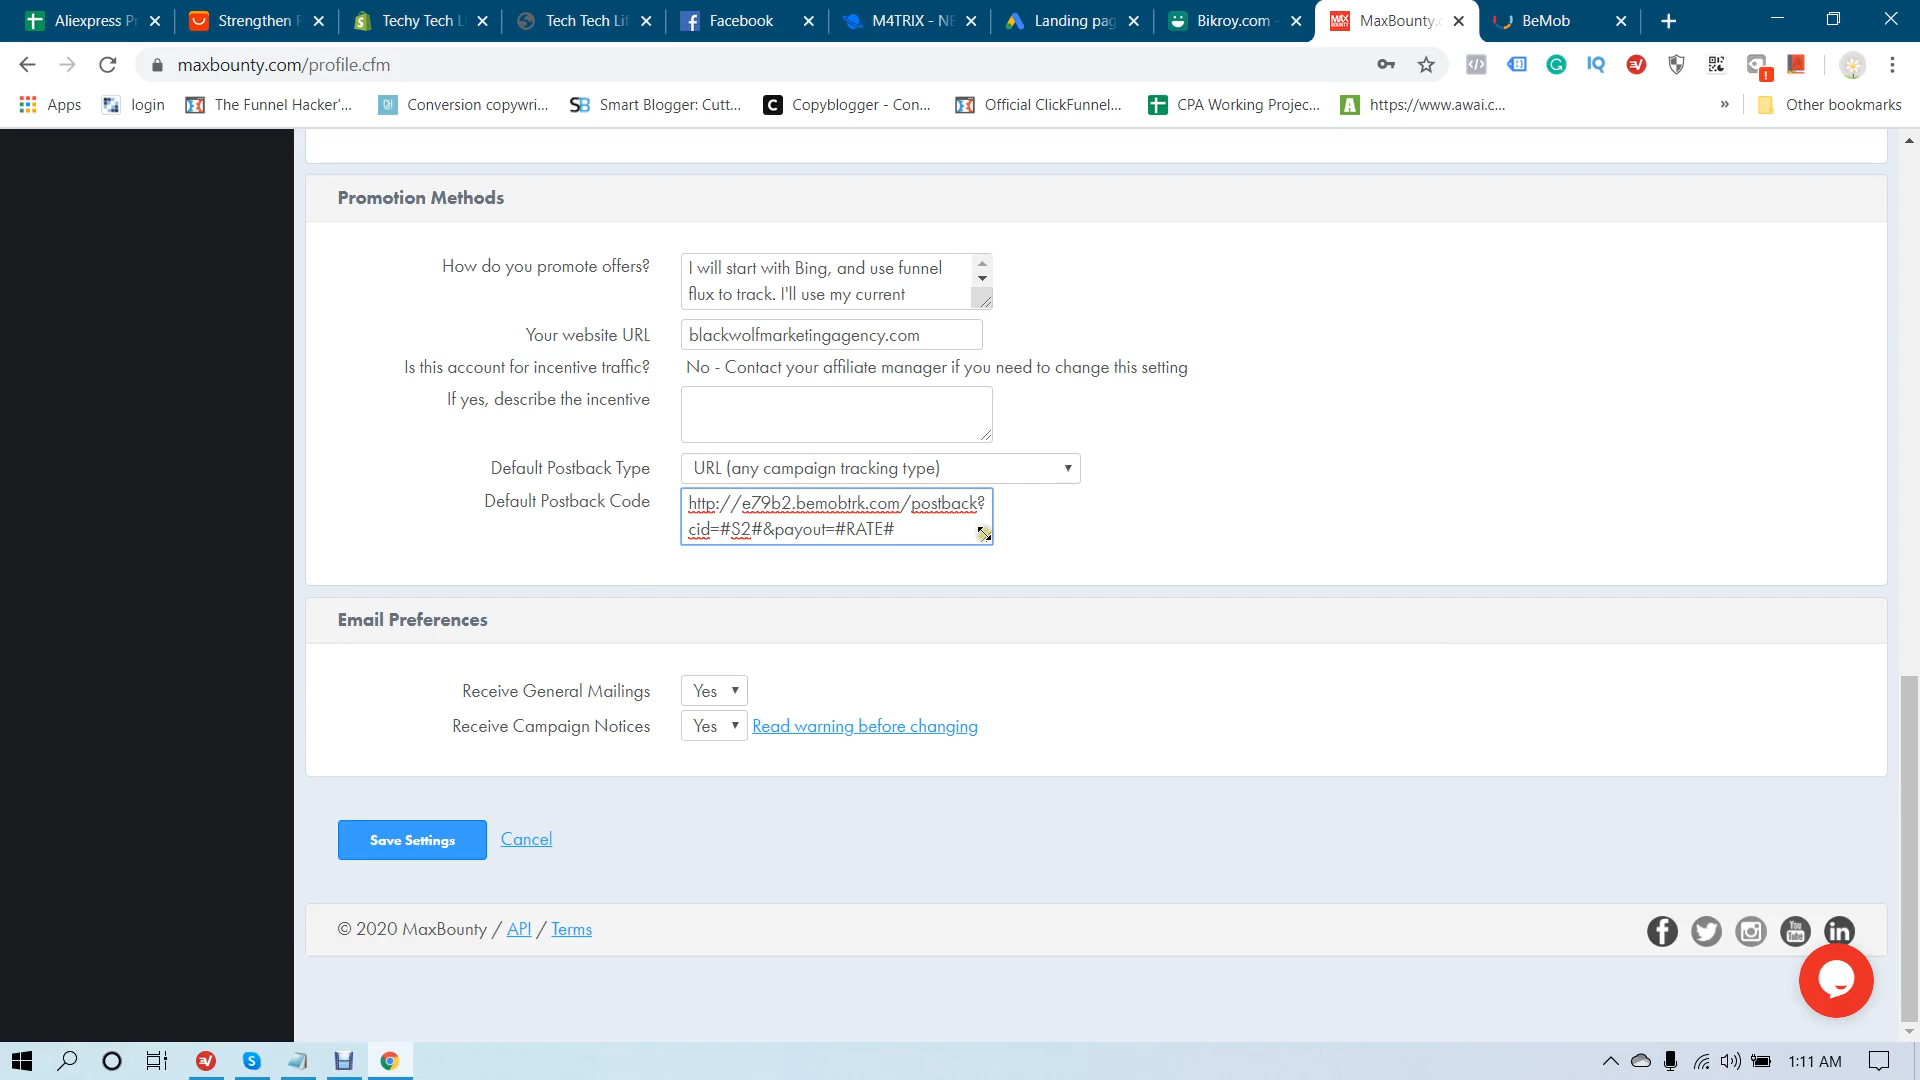 Aliexpress Pr
Strengthen P
Techy Tech L
Tech Tech Lif
Facebook
M4TRIX - NE
Landing pag
Bikroy.com -
MaxBounty.c
BeMob
maxbounty.com/profile.cfm
Apps
login
The Funnel Hacker'...
Conversion copywri...
Smart Blogger: Cutt...
Copyblogger - Con...
Official ClickFunnel...
CPA Working Projec...
https://www.awai.c...
»
Other bookmarks
Promotion Methods
How do you promote offers?
I will start with Bing, and use funnel
flux to track. I'll use my current
Your website URL
blackwolfmarketingagency.com
Is this account for incentive traffic?
No - Contact your affiliate manager if you need to change this setting
If yes, describe the incentive
Default Postback Type
URL (any campaign tracking type)
Default Postback Code
http://e79b2.bemobtrk.com/postback?
cid=#S2#&payout=#RATE#
Email Preferences
Receive General Mailings
Yes
Receive Campaign Notices
Yes
Read warning before changing
Save Settings
Cancel
© 2020 MaxBounty / API / Terms
1:11 AM